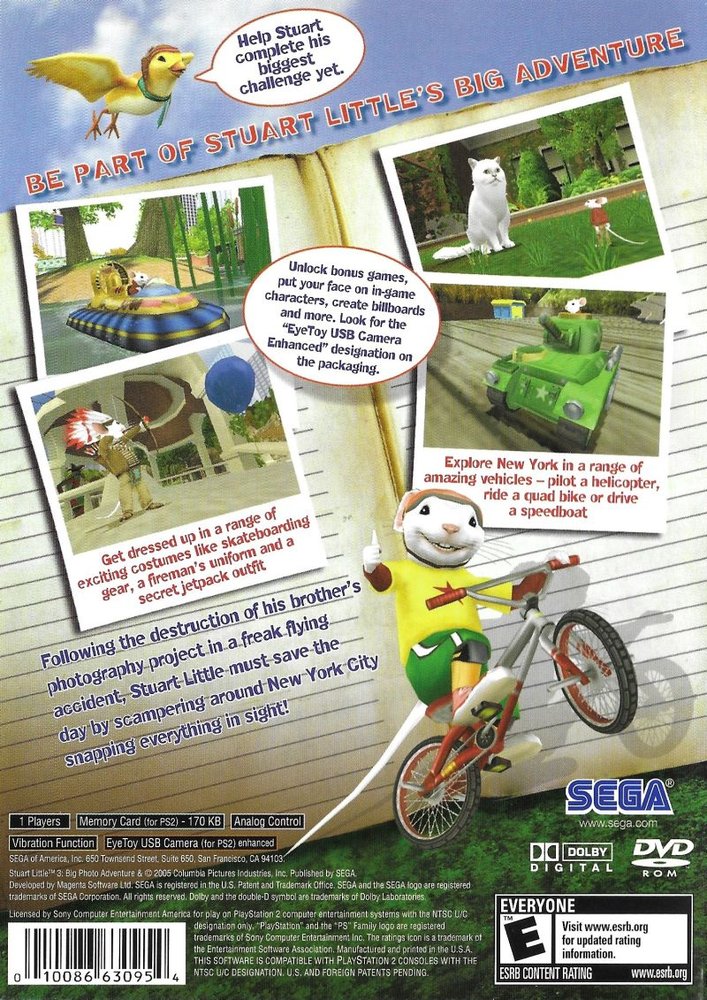 Help Stuart
complete his
biggest
challenge yet.
BE PART OF STUART LITTLE'S BIG ADVENTURE
Unlock bonus games,
put your face on in-game
characters, create billboards
and more. Look for the
"EyeToy USB Camera
Enhanced" designation on
the packaging.
Explore New York in a range of
amazing vehicles – pilot a helicopter,
ride a quad bike or drive
a speedboat
Get dressed up in a range of
exciting costumes like skateboarding
gear, a fireman's uniform and a
secret jetpack outfit
Following the destruction of his brother's
photography project in a freak flying
accident, Stuart Little must save the
day by scampering around New York City
snapping everything in sight!
SEGA®
www.sega.com
1 Players
Memory Card (for PS2) - 170 KB
Analog Control
Vibration Function
EyeToy USB Camera (for PS2) enhanced
SEGA of America, Inc. 650 Townsend Street, Suite 650, San Francisco, CA 94103.
Stuart Little™ 3: Big Photo Adventure & © 2005 Columbia Pictures Industries, Inc. Published by SEGA.
Developed by Magenta Software Ltd. SEGA is registered in the U.S. Patent and Trademark Office. SEGA and the SEGA logo are registered
trademarks of SEGA Corporation. All rights reserved. Dolby and the double-D symbol are trademarks of Dolby Laboratories.
Licensed by Sony Computer Entertainment America for play on PlayStation 2 computer entertainment systems with the NTSC U/C
designation only. "PlayStation" and the "PS" Family logo are registered
trademarks of Sony Computer Entertainment Inc. The ratings icon is a trademark of
the Entertainment Software Association. Manufactured and printed in the U.S.A.
THIS SOFTWARE IS COMPATIBLE WITH PLAYSTATION 2 CONSOLES WITH THE
NTSC U/C DESIGNATION. U.S. AND FOREIGN PATENTS PENDING.
0 10086 63095 4
DOLBY
DIGITAL
DVD
ROM
EVERYONE
E
TM
Visit www.esrb.org
for updated rating
information.
ESRB CONTENT RATING
www.esrb.org